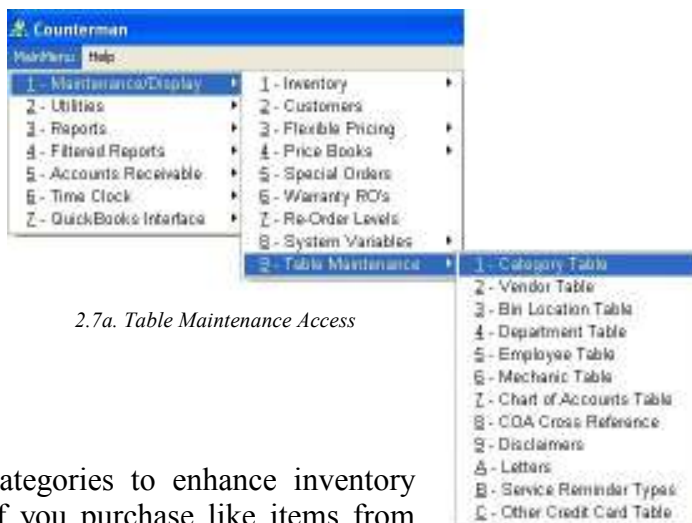 Counterman
MainMenu Help
1 - Maintenance/Display
2 - Utilities
3 - Reports
4 - Filtered Reports
5 - Accounts Receivable
6 - Time Clock
7 - QuickBooks Interface
1 - Inventory
2 - Customers
3 - Flexible Pricing
4 - Price Books
5 - Special Orders
6 - Warranty RO's
7 - Re-Order Levels
8 - System Variables
9 - Table Maintenance
1 - Category Table
2 - Vendor Table
3 - Bin Location Table
4 - Department Table
5 - Employee Table
6 - Mechanic Table
7 - Chart of Accounts Table
8 - COA Cross Reference
9 - Disclaimers
A - Letters
B - Service Reminder Types
C - Other Credit Card Table
2.7a. Table Maintenance Access
ategories to enhance inventory
f you purchase like items from